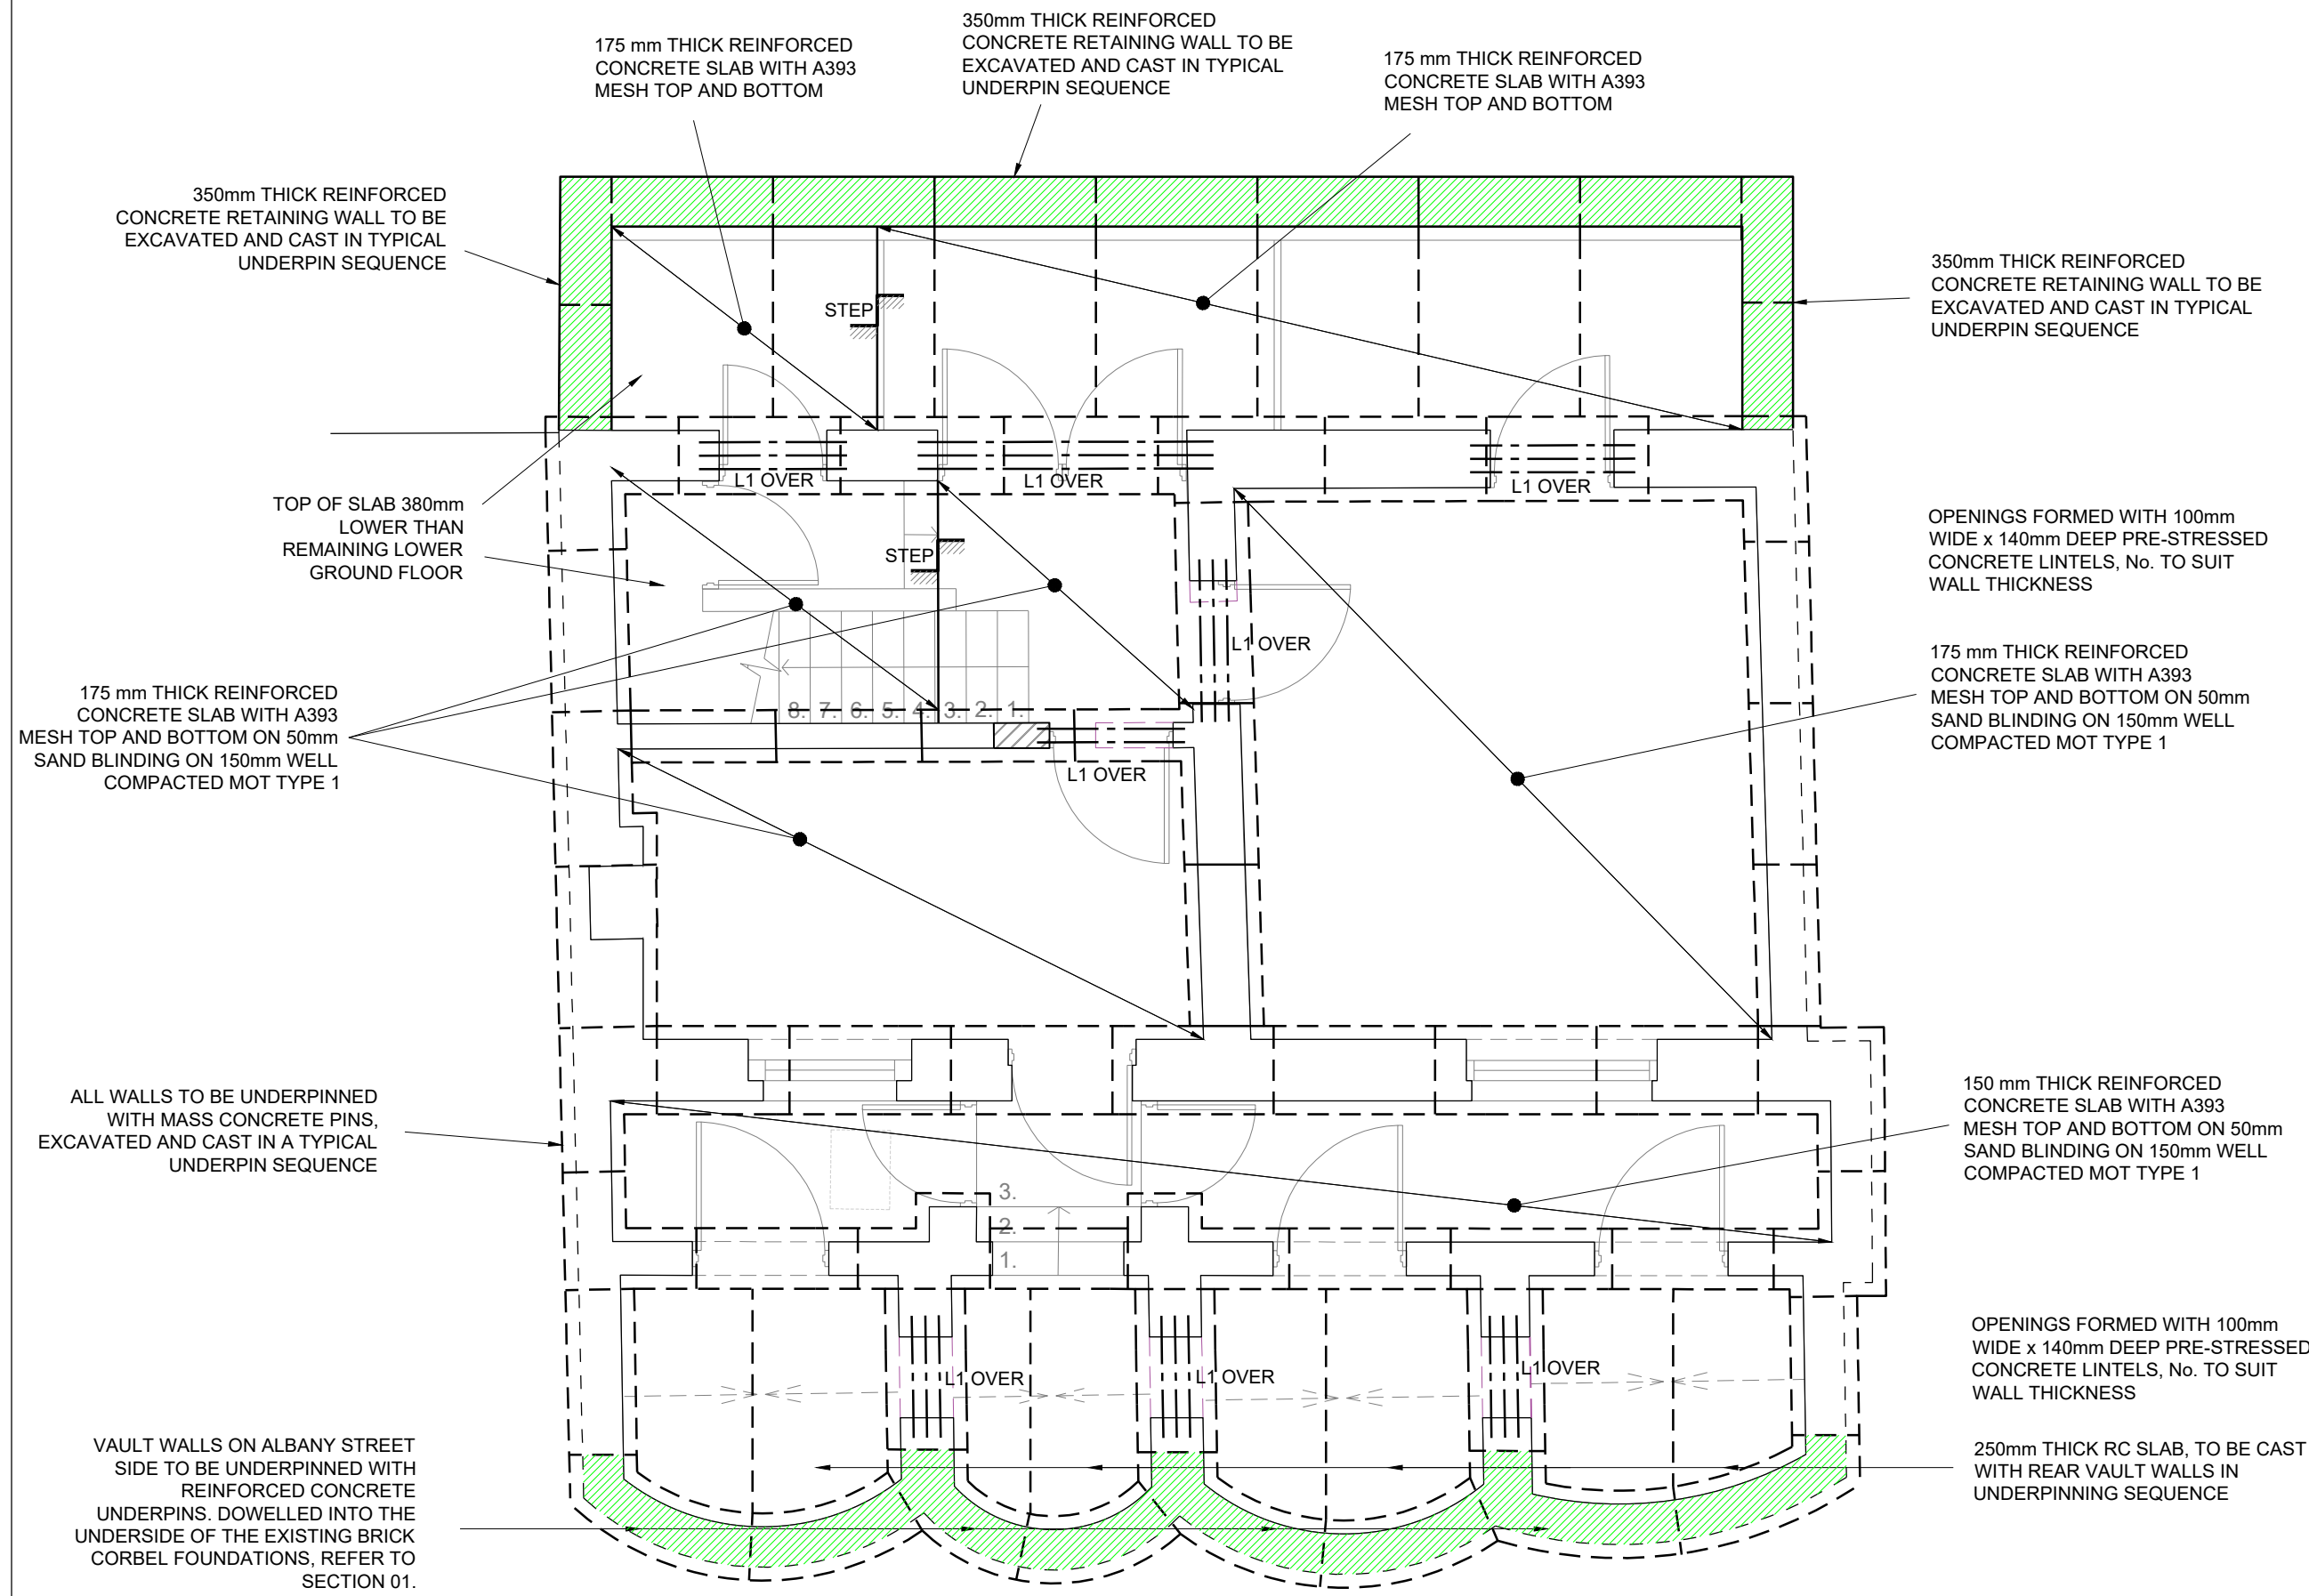 350mm THICK REINFORCED
CONCRETE RETAINING WALL TO BE
EXCAVATED AND CAST IN TYPICAL
UNDERPIN SEQUENCE
175 mm THICK REINFORCED
CONCRETE SLAB WITH A393
MESH TOP AND BOTTOM
175 mm THICK REINFORCED
CONCRETE SLAB WITH A393
MESH TOP AND BOTTOM
350mm THICK REINFORCED
CONCRETE RETAINING WALL TO BE
EXCAVATED AND CAST IN TYPICAL
UNDERPIN SEQUENCE
350mm THICK REINFORCED
CONCRETE RETAINING WALL TO BE
EXCAVATED AND CAST IN TYPICAL
UNDERPIN SEQUENCE
STEP
L1 OVER
L1 OVER
L1 OVER
TOP OF SLAB 380mm
LOWER THAN
REMAINING LOWER
GROUND FLOOR
OPENINGS FORMED WITH 100mm
WIDE x 140mm DEEP PRE-STRESSED
CONCRETE LINTELS, No. TO SUIT
WALL THICKNESS
STEP
L1 OVER
175 mm THICK REINFORCED
CONCRETE SLAB WITH A393
MESH TOP AND BOTTOM ON 50mm
SAND BLINDING ON 150mm WELL
COMPACTED MOT TYPE 1
175 mm THICK REINFORCED
CONCRETE SLAB WITH A393
MESH TOP AND BOTTOM ON 50mm
SAND BLINDING ON 150mm WELL
COMPACTED MOT TYPE 1
8. 7. 6. 5. 4. 3. 2. 1.
L1 OVER
ALL WALLS TO BE UNDERPINNED
WITH MASS CONCRETE PINS,
EXCAVATED AND CAST IN A TYPICAL
UNDERPIN SEQUENCE
150 mm THICK REINFORCED
CONCRETE SLAB WITH A393
MESH TOP AND BOTTOM ON 50mm
SAND BLINDING ON 150mm WELL
COMPACTED MOT TYPE 1
3.
2.
1.
OPENINGS FORMED WITH 100mm
WIDE x 140mm DEEP PRE-STRESSED
CONCRETE LINTELS, No. TO SUIT
WALL THICKNESS
L1 OVER
L1 OVER
L1 OVER
VAULT WALLS ON ALBANY STREET
SIDE TO BE UNDERPINNED WITH
REINFORCED CONCRETE
UNDERPINS. DOWELLED INTO THE
UNDERSIDE OF THE EXISTING BRICK
CORBEL FOUNDATIONS, REFER TO
SECTION 01.
250mm THICK RC SLAB, TO BE CAST
WITH REAR VAULT WALLS IN
UNDERPINNING SEQUENCE